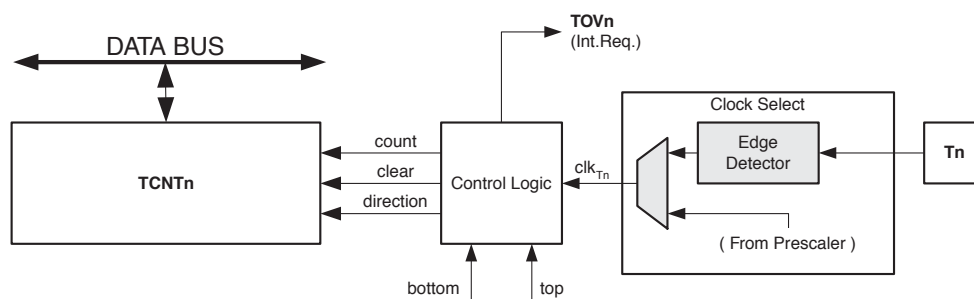 TOVn
(Int.Req.)
DATA BUS
Clock Select
count
Edge
Detector
Tn
TCNTn
clear
Control Logic
clkTn
direction
( From Prescaler )
bottom
top